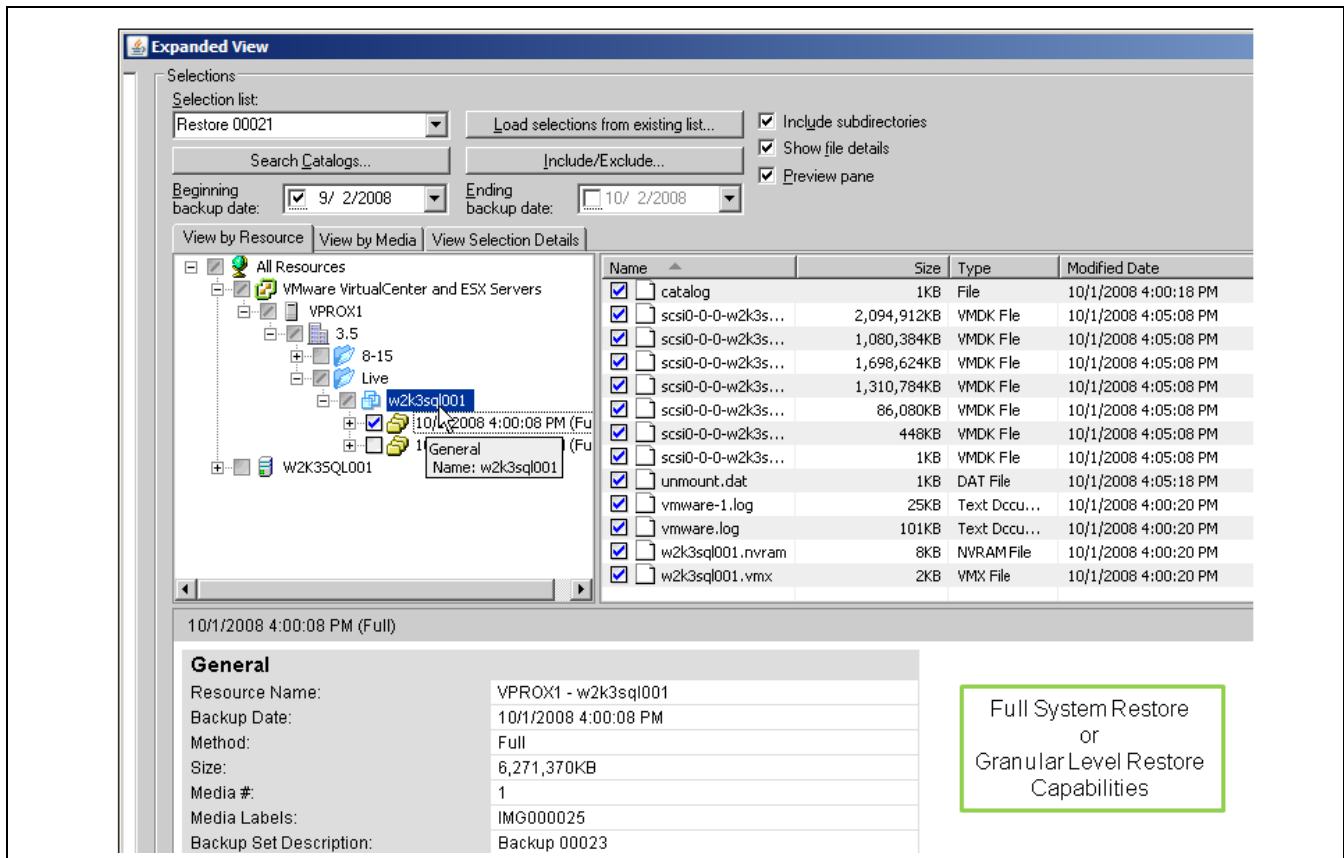 Expanded View
Selections
Selection list:
Restore 00021
Load selections from existing list...
Include subdirectories
Search Catalogs...
Include/Exclude...
Show file details
Preview pane
Beginning backup date:
9/ 2/2008
Ending backup date:
10/ 2/2008
View by Resource
View by Media
View Selection Details
All Resources
VMware VirtualCenter and ESX Servers
VPROX1
3.5
8-15
Live
w2k3sql001
2008 4:00:08 PM (Fu
(Fu
General
Name: w2k3sql001
W2K3SQL001
Name Size Type Modified Date
catalog 1KB File 10/1/2008 4:00:18 PM
scsi0-0-0-w2k3s... 2,094,912KB VMDK File 10/1/2008 4:05:08 PM
scsi0-0-0-w2k3s... 1,080,384KB VMDK File 10/1/2008 4:05:08 PM
scsi0-0-0-w2k3s... 1,698,624KB VMDK File 10/1/2008 4:05:08 PM
scsi0-0-0-w2k3s... 1,310,784KB VMDK File 10/1/2008 4:05:08 PM
scsi0-0-0-w2k3s... 86,080KB VMDK File 10/1/2008 4:05:08 PM
scsi0-0-0-w2k3s... 448KB VMDK File 10/1/2008 4:05:08 PM
scsi0-0-0-w2k3s... 1KB VMDK File 10/1/2008 4:05:08 PM
unmount.dat 1KB DAT File 10/1/2008 4:05:18 PM
vmware-1.log 25KB Text Docu... 10/1/2008 4:00:20 PM
vmware.log 101KB Text Docu... 10/1/2008 4:00:20 PM
w2k3sql001.nvram 8KB NVRAM File 10/1/2008 4:00:20 PM
w2k3sql001.vmx 2KB VMX File 10/1/2008 4:00:20 PM
10/1/2008 4:00:08 PM (Full)
General
Resource Name: VPROX1 - w2k3sql001
Backup Date: 10/1/2008 4:00:08 PM
Method: Full
Size: 6,271,370KB
Media #: 1
Media Labels: IMG000025
Backup Set Description: Backup 00023
Full System Restore
or
Granular Level Restore
Capabilities